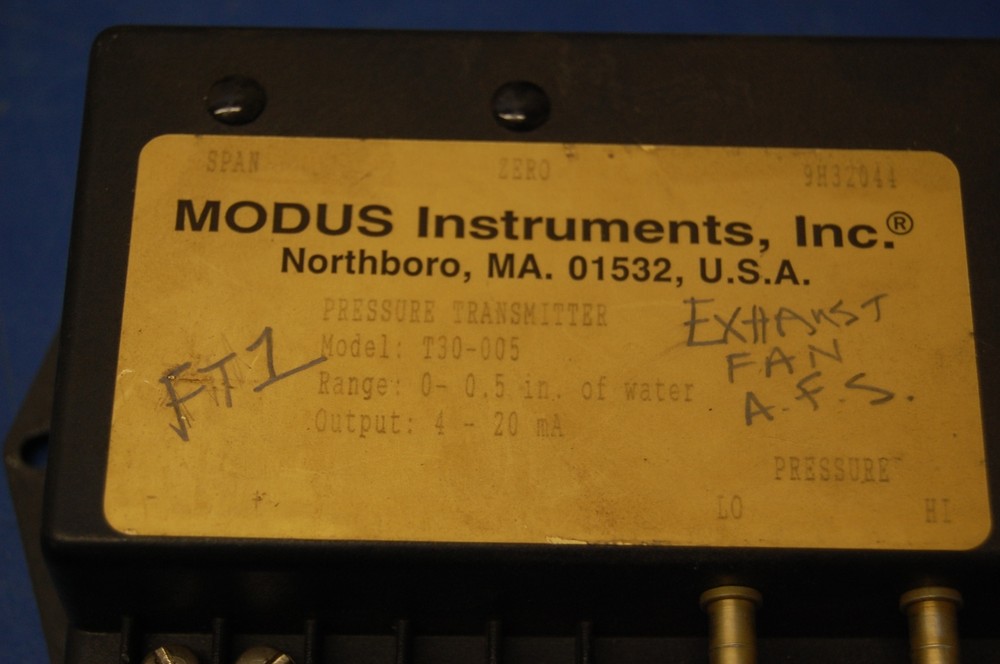 SPAN ZERO 9H32044
MODUS Instruments, Inc.®
Northboro, MA. 01532, U.S.A.
PRESSURE TRANSMITTER
Model: T30-005
Range: 0- 0.5 in. of water
Output: 4 - 20 mA
FT1
EXHAUST
FAN
A.F.S.
PRESSURE
- + LO HI